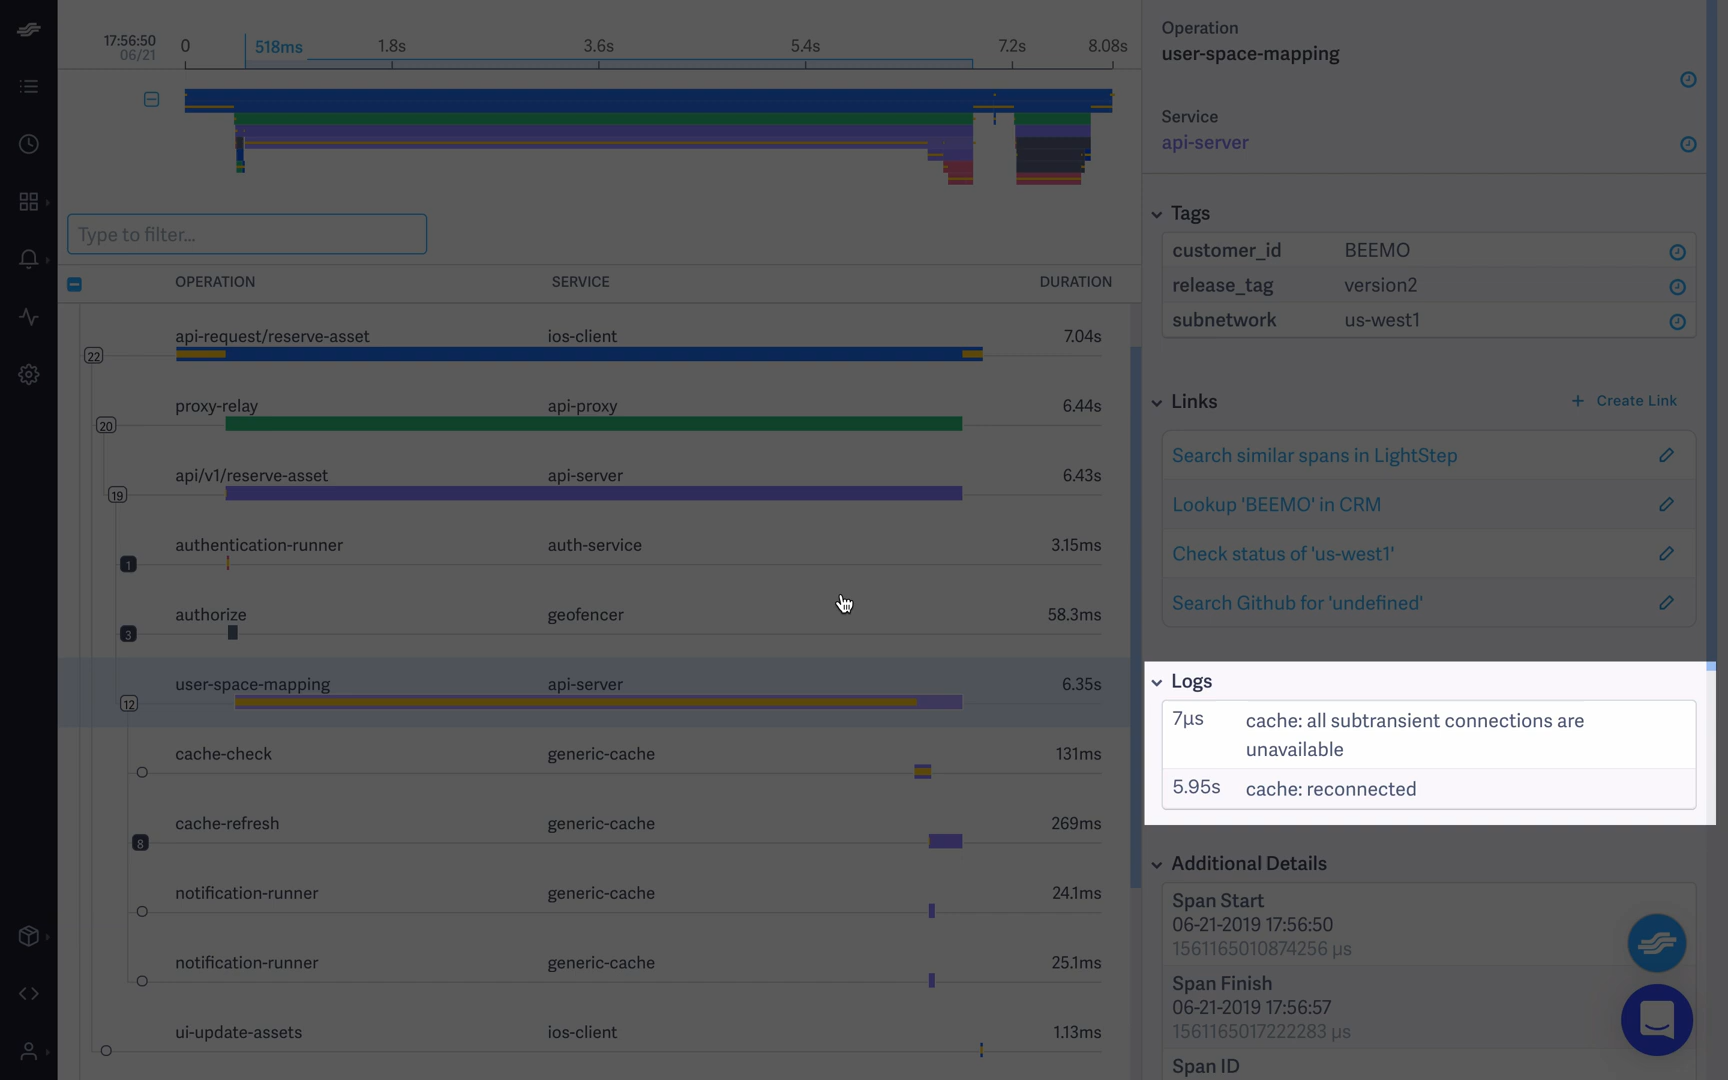 17:56:50
06/21
0 518ms 1.8s 3.6s 5.4s 7.2s 8.08s
Type to filter...
OPERATION SERVICE DURATION
api-request/reserve-asset ios-client 7.04s
22
proxy-relay api-proxy 6.44s
20
api/v1/reserve-asset api-server 6.43s
19
authentication-runner auth-service 3.15ms
1
authorize geofencer 58.3ms
3
user-space-mapping api-server 6.35s
12
cache-check generic-cache 131ms
cache-refresh generic-cache 269ms
8
notification-runner generic-cache 24.1ms
notification-runner generic-cache 25.1ms
ui-update-assets ios-client 1.13ms
Operation
user-space-mapping
Service
api-server
Tags
customer_id BEEMO
release_tag version2
subnetwork us-west1
Links + Create Link
Search similar spans in LightStep
Lookup 'BEEMO' in CRM
Check status of 'us-west1'
Search Github for 'undefined'
Logs
7µs cache: all subtransient connections are
unavailable
5.95s cache: reconnected
Additional Details
Span Start
06-21-2019 17:56:50
1561165010874256 µs
Span Finish
06-21-2019 17:56:57
1561165017222283 µs
Span ID